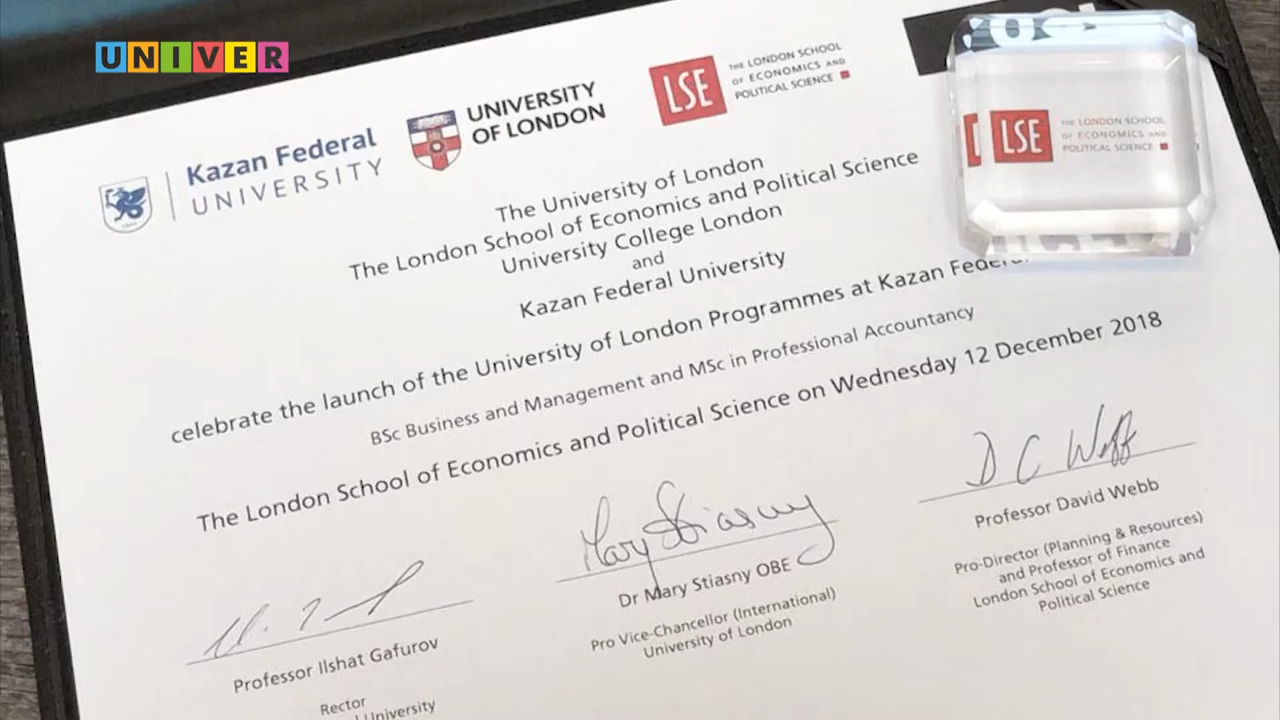 UNIVER
Kazan Federal
UNIVERSITY
UNIVERSITY
OF LONDON
LSE
THE LONDON SCHOOL
OF ECONOMICS AND
POLITICAL SCIENCE
LSE
THE LONDON SCHOOL
OF ECONOMICS AND
POLITICAL SCIENCE
The University of London
The London School of Economics and Political Science
University College London
and
Kazan Federal University
celebrate the launch of the University of London Programmes at Kazan Federal
BSc Business and Management and MSc in Professional Accountancy
The London School of Economics and Political Science on Wednesday 12 December 2018
D C Webb
Professor David Webb
Pro-Director (Planning & Resources)
and Professor of Finance
London School of Economics and
Political Science
Mary Stiasny
Dr Mary Stiasny OBE
Pro Vice-Chancellor (International)
University of London
Professor Ilshat Gafurov
Rector
University